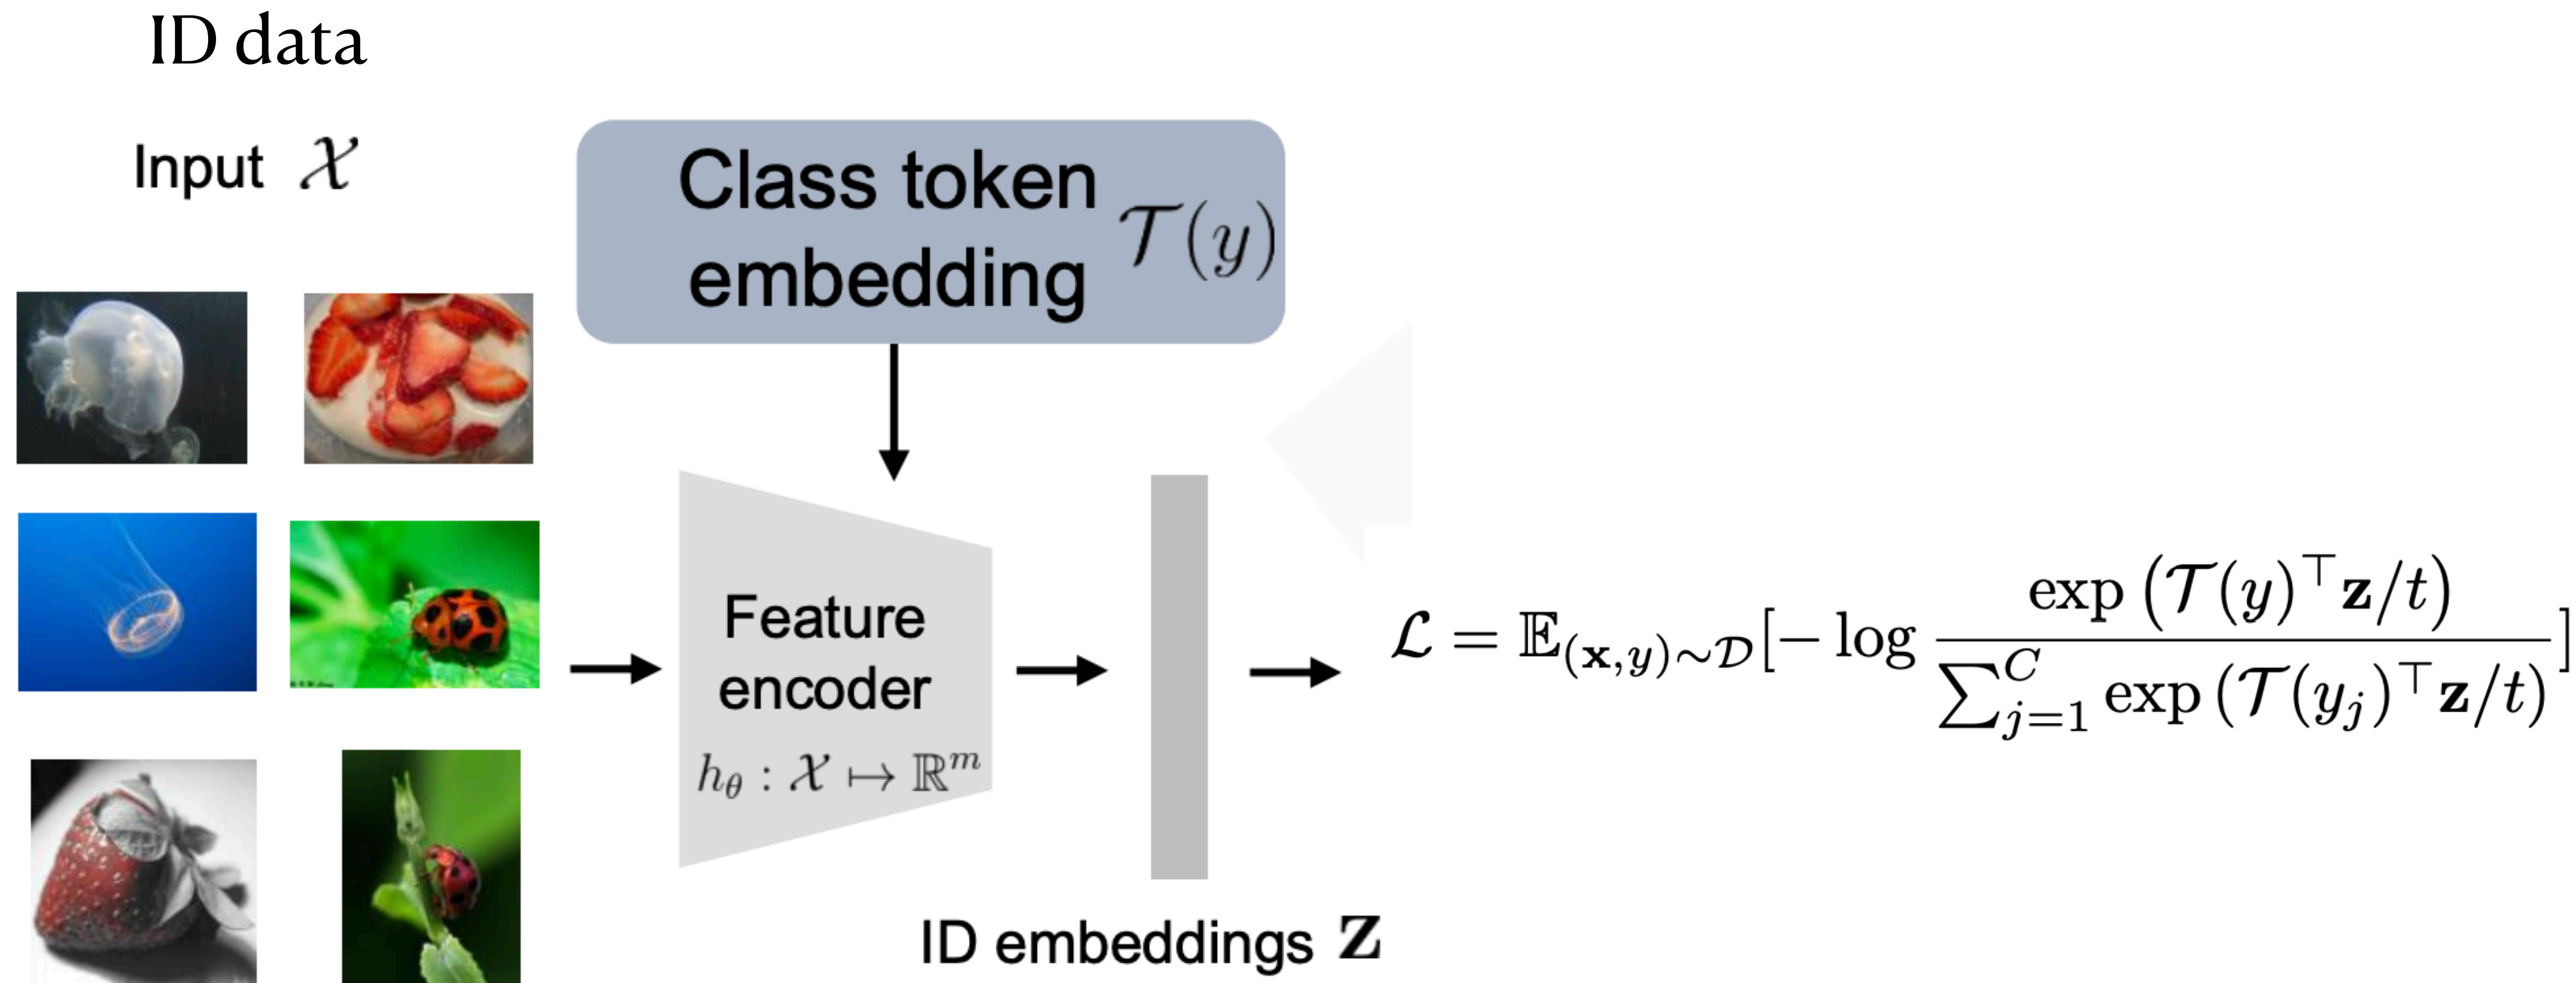 ID data
Input 𝒳
Class token
embedding 𝒯(y)
Feature
encoder
h_θ : 𝒳 ↦ ℝ^m
ℒ = 𝔼_{(𝐱,y)∼𝒟}[− log exp (𝒯(y)^⊤ 𝐳/t) / ∑_{j=1}^{C} exp (𝒯(y_j)^⊤ 𝐳/t)]
ID embeddings 𝐳